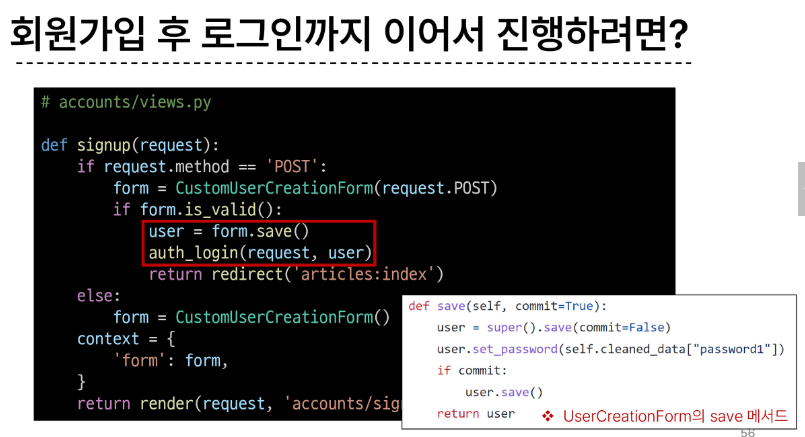 회원가입 후 로그인까지 이어서 진행하려면?
# accounts/views.py
def signup(request):
    if request.method == 'POST':
        form = CustomUserCreationForm(request.POST)
        if form.is_valid():
            user = form.save()
            auth_login(request, user)
            return redirect('articles:index')
    else:
        form = CustomUserCreationForm()
    context = {
        'form': form,
    }
    return render(request, 'accounts/sig
def save(self, commit=True):
    user = super().save(commit=False)
    user.set_password(self.cleaned_data["password1"])
    if commit:
        user.save()
    return user
❖ UserCreationForm의 save 메서드
56